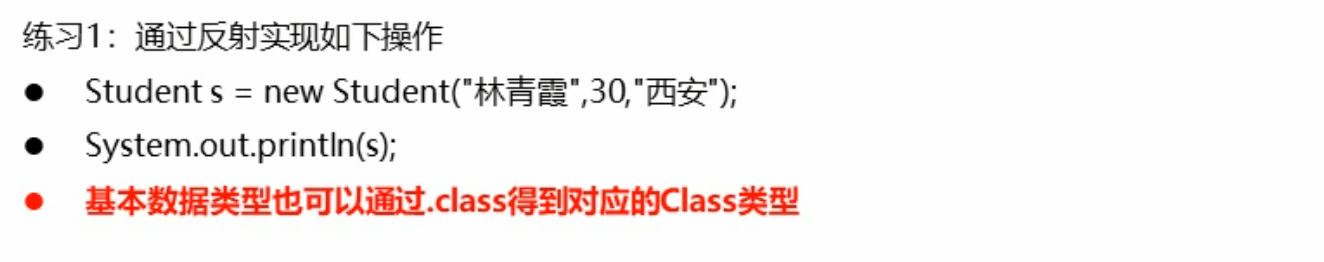 练习1：通过反射实现如下操作
● Student s = new Student("林青霞",30,"西安");
● System.out.println(s);
● 基本数据类型也可以通过.class得到对应的Class类型